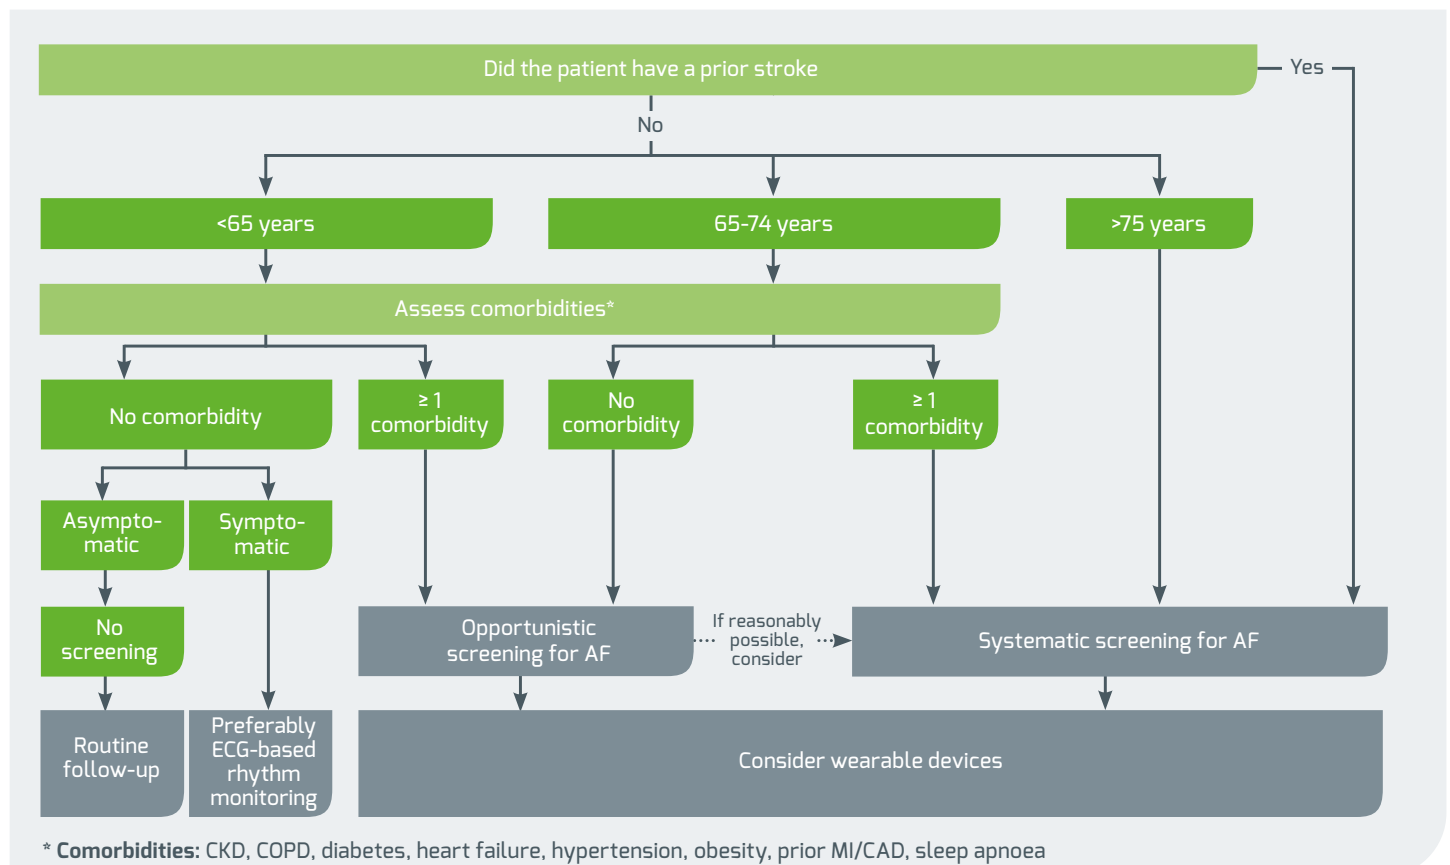 Did the patient have a prior stroke
Yes
No
<65 years
65-74 years
>75 years
Assess comorbidities*
No comorbidity
≥ 1
comorbidity
No
comorbidity
≥ 1
comorbidity
Asympto-
matic
Sympto-
matic
No
screening
Opportunistic
screening for AF
If reasonably
possible,
consider
Systematic screening for AF
Routine
follow-up
Preferably
ECG-based
rhythm
monitoring
Consider wearable devices
* Comorbidities: CKD, COPD, diabetes, heart failure, hypertension, obesity, prior MI/CAD, sleep apnoea